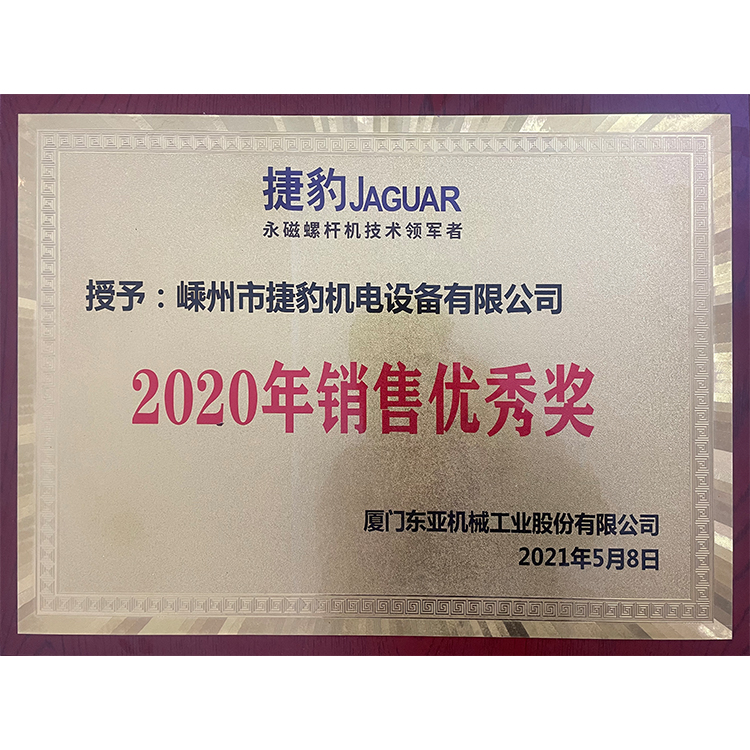 捷豹JAGUAR
永磁螺杆机技术领军者
授予：嵊州市捷豹机电设备有限公司
2020年销售优秀奖
厦门东亚机械工业股份有限公司
2021年5月8日